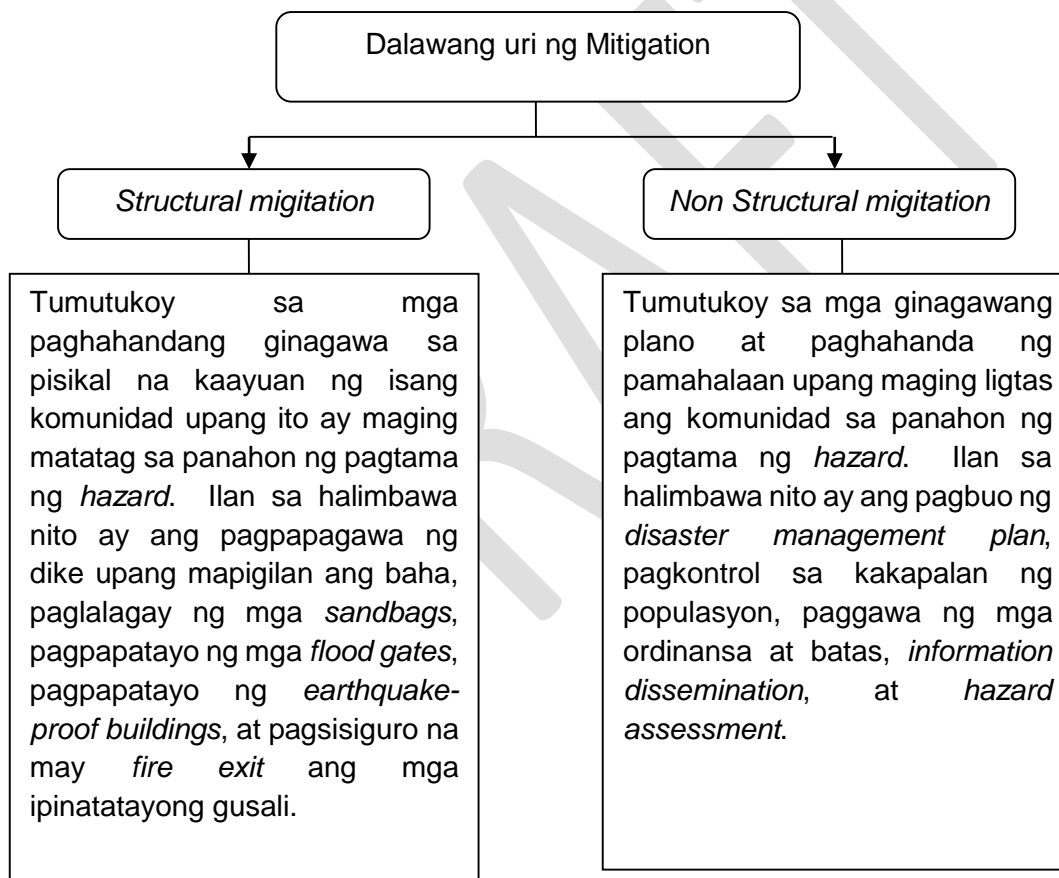 Dalawang uri ng Mitigation
Structural migitation
Tumutukoy sa mga
paghahandang ginagawa sa
pisikal na kaayuan ng isang
komunidad upang ito ay maging
matatag sa panahon ng pagtama
ng hazard. Ilan sa halimbawa
nito ay ang pagpapagawa ng
dike upang mapigilan ang baha,
paglalagay ng mga sandbags,
pagpapatayo ng mga flood gates,
pagpapatayo ng earthquake-
proof buildings, at pagsisiguro na
may fire exit ang mga
ipinatatayong gusali.
Non Structural migitation
Tumutukoy sa mga ginagawang
plano at paghahanda ng
pamahalaan upang maging ligtas
ang komunidad sa panahon ng
pagtama ng hazard. Ilan sa
halimbawa nito ay ang pagbuo ng
disaster management plan,
pagkontrol sa kakapalan ng
populasyon, paggawa ng mga
ordinansa at batas, information
dissemination, at hazard
assessment.